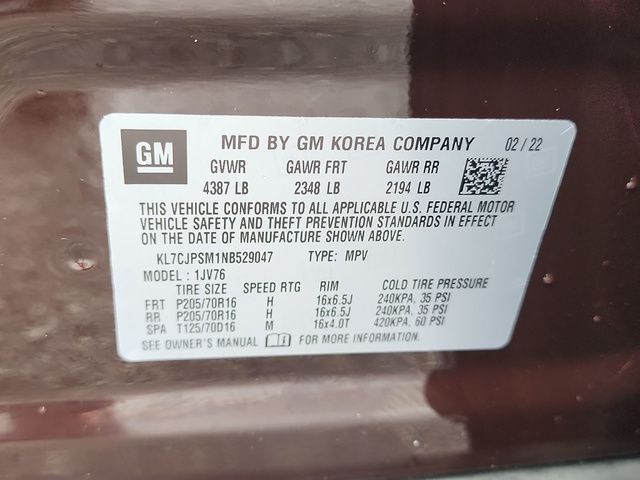 GM
MFD BY GM KOREA COMPANY 02 / 22
GVWR GAWR FRT GAWR RR
4387 LB 2348 LB 2194 LB
THIS VEHICLE CONFORMS TO ALL APPLICABLE U.S. FEDERAL MOTOR
VEHICLE SAFETY AND THEFT PREVENTION STANDARDS IN EFFECT
ON THE DATE OF MANUFACTURE SHOWN ABOVE.
KL7CJPSM1NB529047 TYPE: MPV
MODEL : 1JV76
TIRE SIZE SPEED RTG RIM COLD TIRE PRESSURE
FRT P205/70R16 H 16x6.5J 240KPA, 35 PSI
RR P205/70R16 H 16x6.5J 240KPA, 35 PSI
SPA T125/70D16 M 16x4.0T 420KPA, 60 PSI
SEE OWNER'S MANUAL FOR MORE INFORMATION.